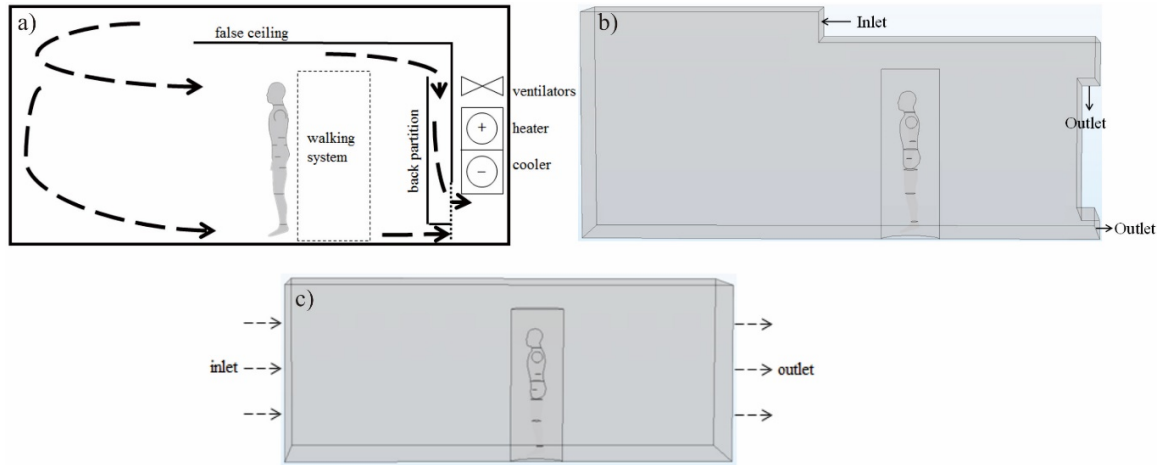 a)
false ceiling
ventilators
heater
cooler
+
−
walking
system
back partition
b)
Inlet
Outlet
Outlet
c)
inlet
outlet